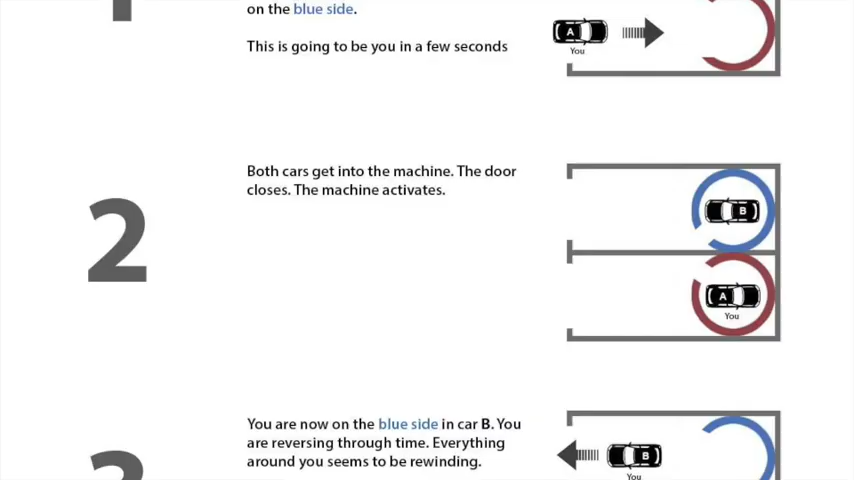 on the blue side.
This is going to be you in a few seconds
A
You
2
Both cars get into the machine. The door
closes. The machine activates.
B
A
You
You are now on the blue side in car B. You
are reversing through time. Everything
around you seems to be rewinding.
B
You